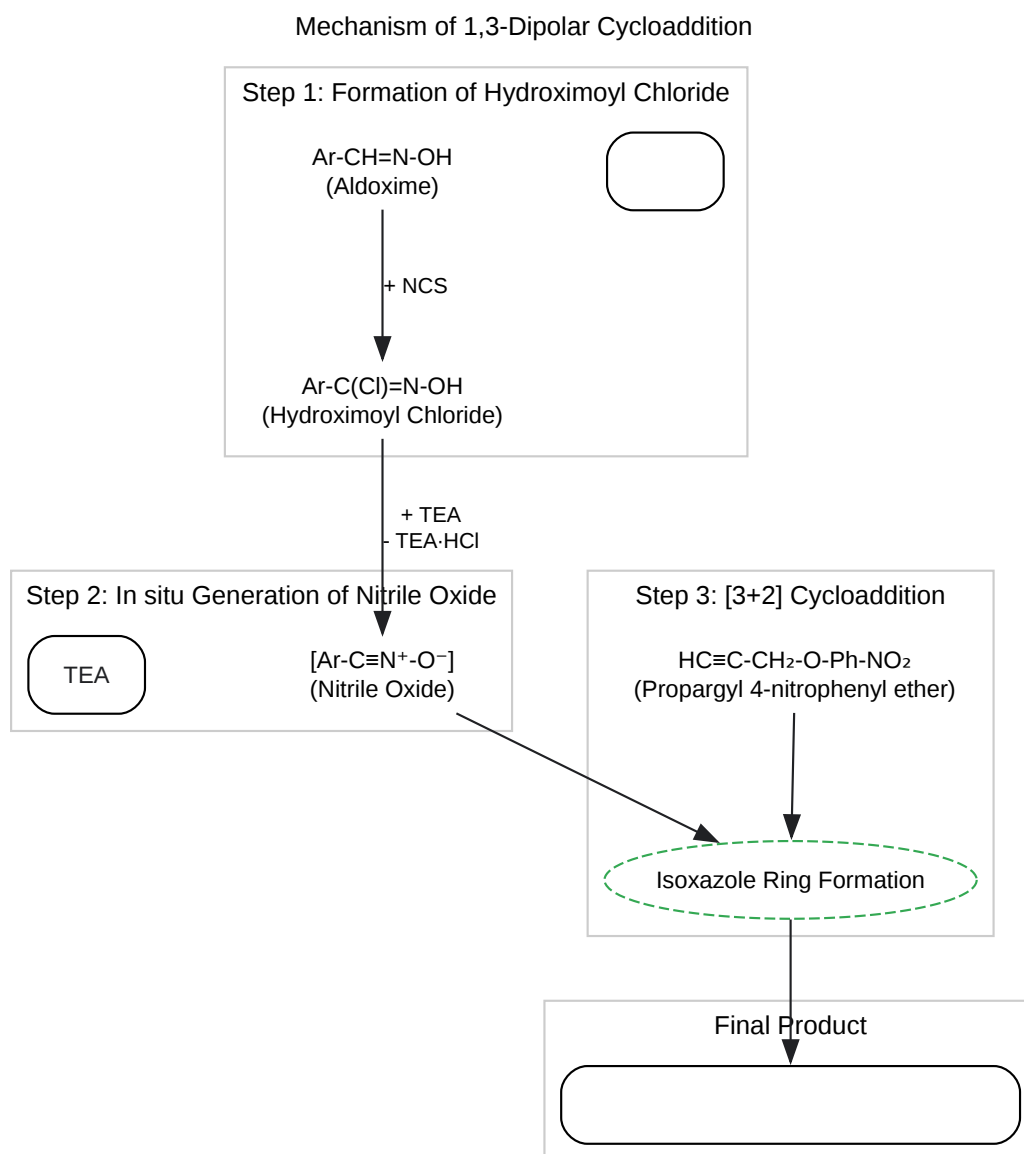 Mechanism of 1,3-Dipolar Cycloaddition
Step 1: Formation of Hydroximoyl Chloride
Ar-CH=N-OH
(Aldoxime)
+ NCS
Ar-C(Cl)=N-OH
(Hydroximoyl Chloride)
+ TEA
- TEA·HCl
Step 2: In situ Generation of Nitrile Oxide
TEA
[Ar-C≡N⁺-O⁻]
(Nitrile Oxide)
Step 3: [3+2] Cycloaddition
HC≡C-CH₂-O-Ph-NO₂
(Propargyl 4-nitrophenyl ether)
Isoxazole Ring Formation
Final Product